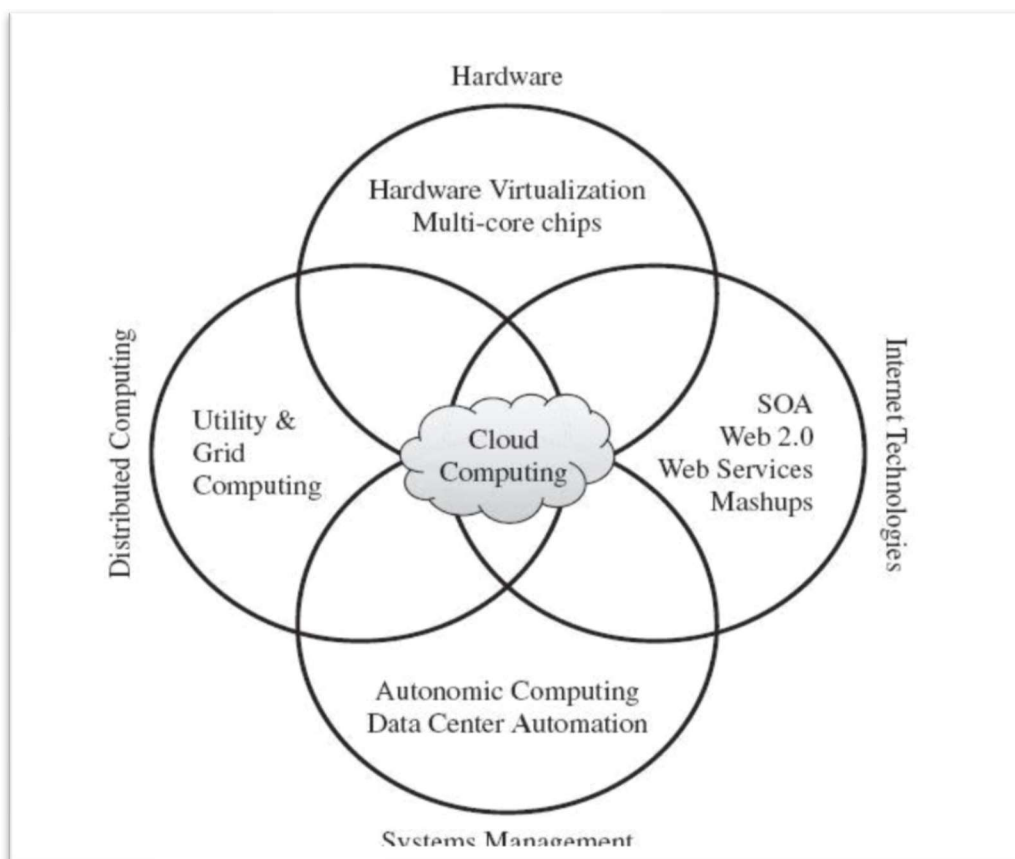 Hardware
Hardware Virtualization
Multi-core chips
Distributed Computing
Utility &
Grid
Computing
Cloud
Computing
SOA
Web 2.0
Web Services
Mashups
Internet Technologies
Autonomic Computing
Data Center Automation
Systems Management